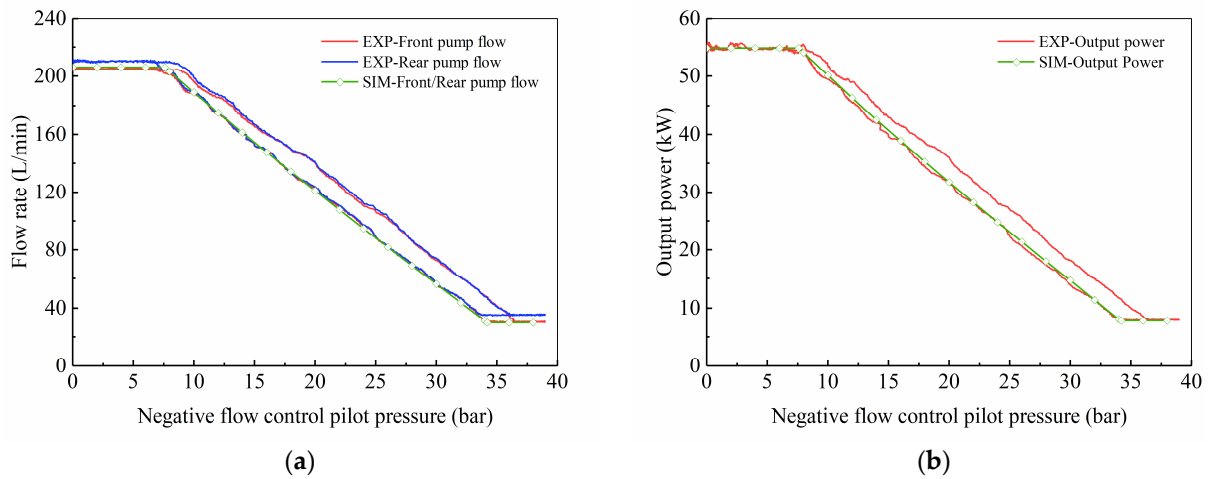 240
200
160
120
80
40
0
Flow rate (L/min)
EXP-Front pump flow
EXP-Rear pump flow
SIM-Front/Rear pump flow
0 5 10 15 20 25 30 35 40
Negative flow control pilot pressure (bar)
(a)
60
50
40
30
20
10
0
Output power (kW)
EXP-Output power
SIM-Output Power
0 5 10 15 20 25 30 35 40
Negative flow control pilot pressure (bar)
(b)